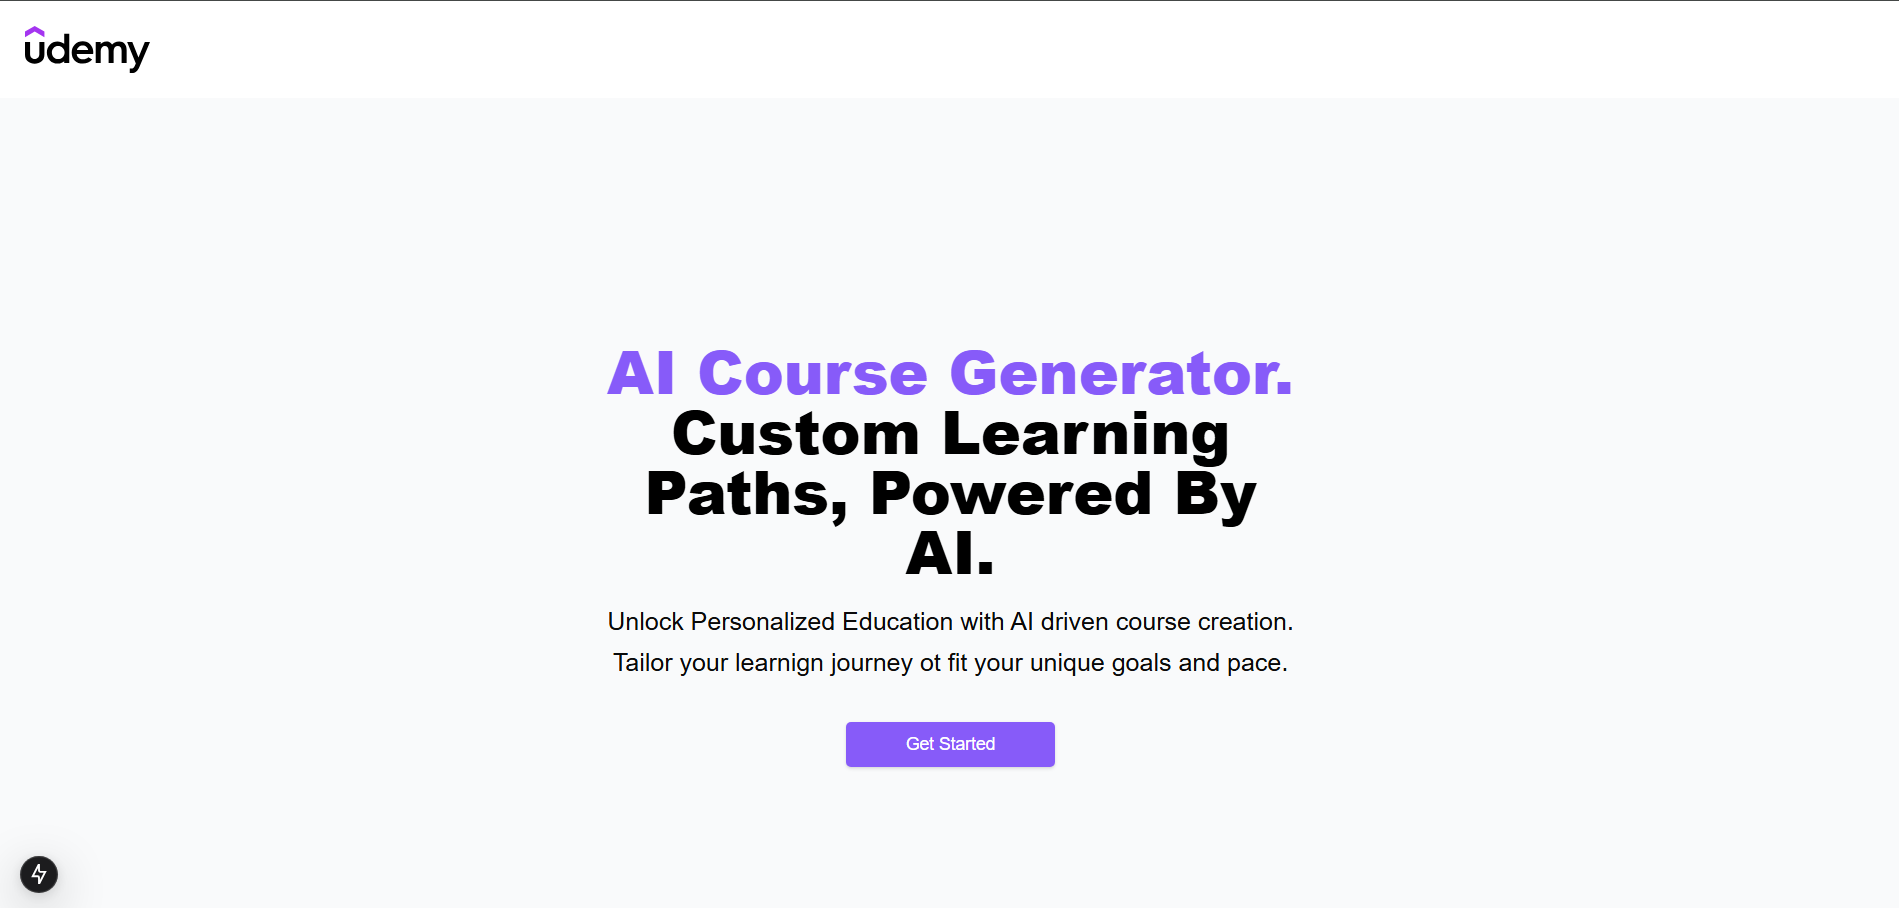 udemy
AI Course Generator.
Custom Learning
Paths, Powered By
AI.
Unlock Personalized Education with AI driven course creation.
Tailor your learnign journey ot fit your unique goals and pace.
Get Started